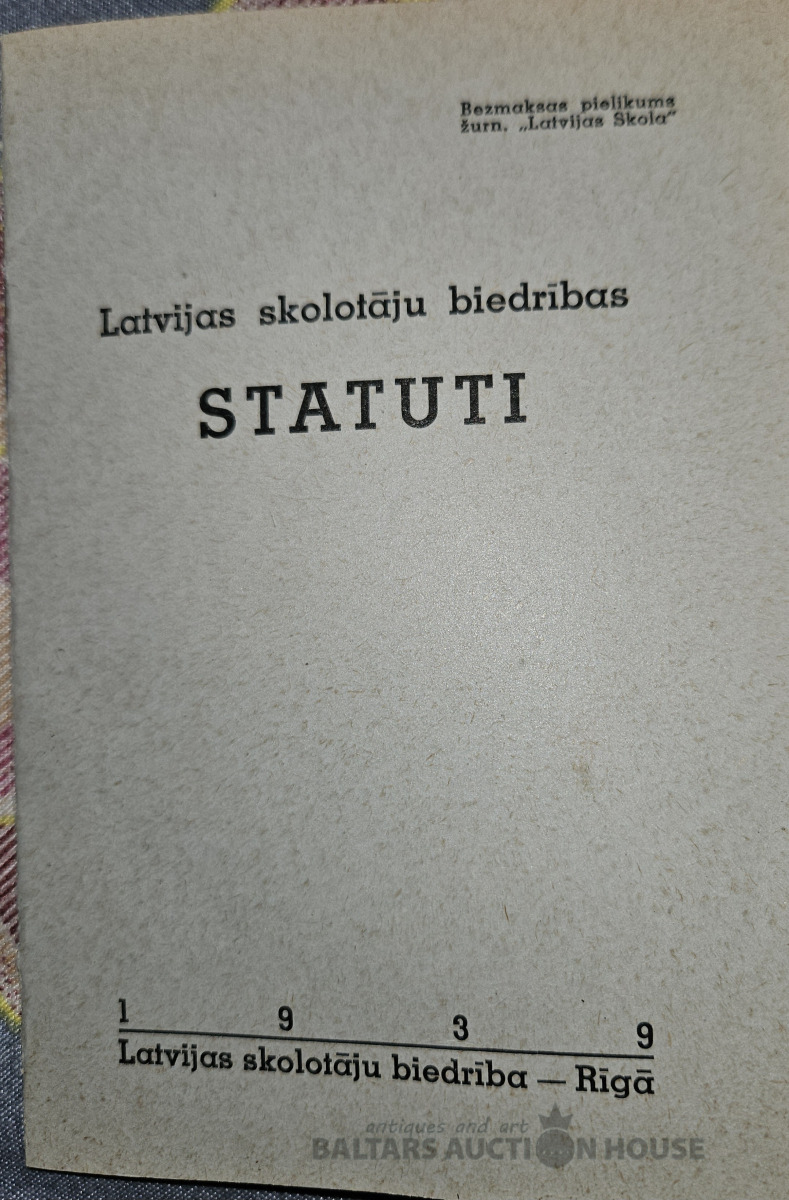 Bezmaksas pielikums
žurn. „Latvijas Skola"
Latvijas skolotāju biedrības
STATUTI
1 9 3 9
Latvijas skolotāju biedrība — Rīgā
antiques and art
BALTARS AUCTION HOUSE